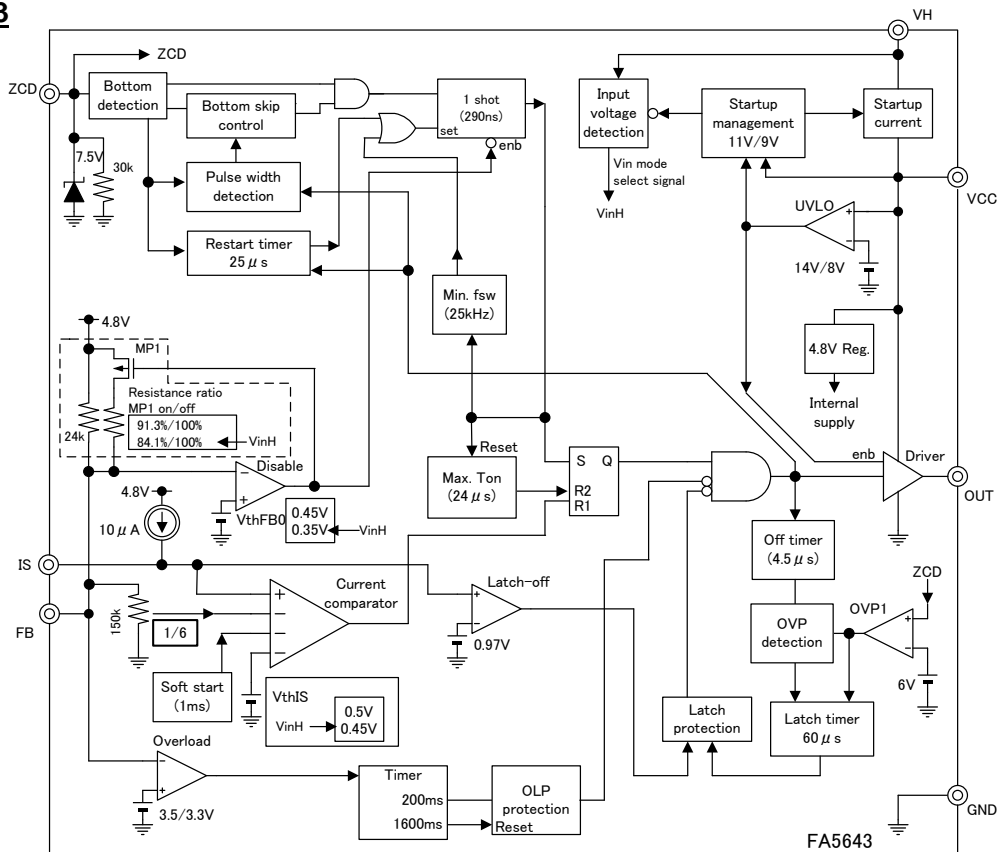 B
VH
ZCD
ZCD
Bottom
detection
Bottom skip
control
1 shot
(290ns)
set
enb
Input
voltage
detection
Startup
management
11V/9V
Startup
current
7.5V
30k
Pulse width
detection
Vin mode
select signal
VinH
VCC
UVLO
Restart timer
25μs
14V/8V
Min. fsw
(25kHz)
4.8V
MP1
4.8V Reg.
Resistance ratio
MP1 on/off
91.3%/100%
84.1%/100%
VinH
24k
Internal
supply
Reset
Disable
Max. Ton
(24μs)
S
Q
R2
R1
enb
Driver
OUT
4.8V
VthFB0
0.45V
0.35V
VinH
10μA
Off timer
(4.5μs)
IS
Current
comparator
Latch-off
ZCD
FB
150k
1/6
0.97V
OVP
detection
OVP1
Soft start
(1ms)
VthIS
VinH
0.5V
0.45V
6V
Latch
protection
Latch timer
60μs
Overload
Timer
200ms
1600ms
OLP
protection
Reset
3.5/3.3V
GND
FA5643